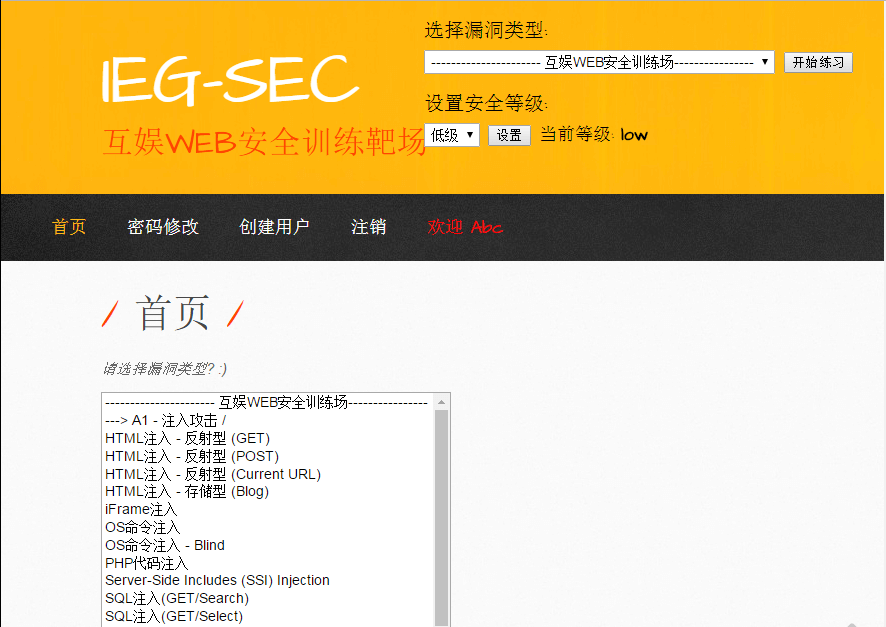 选择漏洞类型:
---------------------- 互娱WEB安全训练场---------------- 开始练习
IEG-SEC
设置安全等级:
互娱WEB安全训练靶场
低级 设置 当前等级: low
首页 密码修改 创建用户 注销 欢迎 Abc
/ 首页 /
请选择漏洞类型? :)
---------------------- 互娱WEB安全训练场----------------
---> A1 - 注入攻击 /
HTML注入 - 反射型 (GET)
HTML注入 - 反射型 (POST)
HTML注入 - 反射型 (Current URL)
HTML注入 - 存储型 (Blog)
iFrame注入
OS命令注入
OS命令注入 - Blind
PHP代码注入
Server-Side Includes (SSI) Injection
SQL注入(GET/Search)
SQL注入(GET/Select)